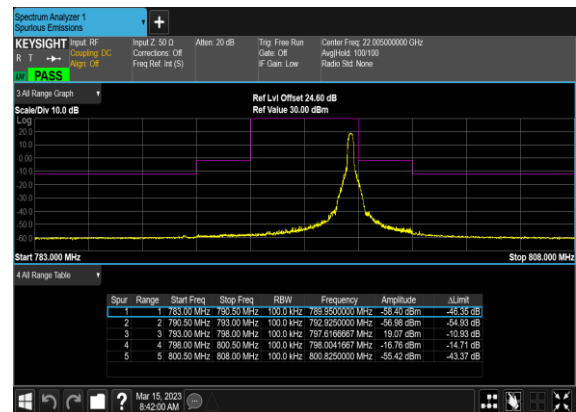 Spectrum Analyzer 1
Spurious Emissions
KEYSIGHT Input: RF Input Z: 50 Ω Atten: 20 dB Trig: Free Run Center Freq: 22.005000000 GHz
R T Coupling: DC Corrections: Off Gate: Off Avg|Hold: 100/100
Align: Off Freq Ref: Int (S) IF Gain: Low Radio Std: None
LV PASS
3 All Range Graph
Ref Lvl Offset 24.60 dB
Scale/Div 10.0 dB Ref Value 30.00 dBm
Log
20.0
10.0
0.00
-10.0
-20.0
-30.0
-40.0
-50.0
-60.0
Start 783.000 MHz Stop 808.000 MHz
4 All Range Table
Spur Range Start Freq Stop Freq RBW Frequency Amplitude ΔLimit
1 1 783.00 MHz 790.50 MHz 100.0 kHz 789.9500000 MHz -58.40 dBm -46.35 dB
2 2 790.50 MHz 793.00 MHz 100.0 kHz 792.9250000 MHz -56.98 dBm -54.93 dB
3 3 793.00 MHz 798.00 MHz 100.0 kHz 797.6166667 MHz 19.07 dBm -10.93 dB
4 4 798.00 MHz 800.50 MHz 100.0 kHz 798.0041667 MHz -16.76 dBm -14.71 dB
5 5 800.50 MHz 808.00 MHz 100.0 kHz 800.8250000 MHz -55.42 dBm -43.37 dB
Mar 15, 2023
8:42:00 AM